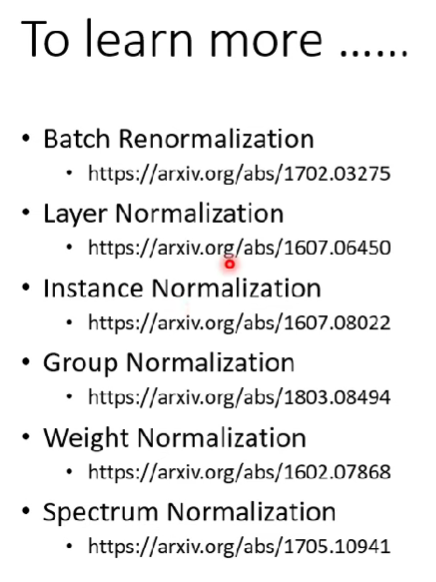 To learn more ......
• Batch Renormalization
• https://arxiv.org/abs/1702.03275
• Layer Normalization
• https://arxiv.org/abs/1607.06450
• Instance Normalization
• https://arxiv.org/abs/1607.08022
• Group Normalization
• https://arxiv.org/abs/1803.08494
• Weight Normalization
• https://arxiv.org/abs/1602.07868
• Spectrum Normalization
• https://arxiv.org/abs/1705.10941